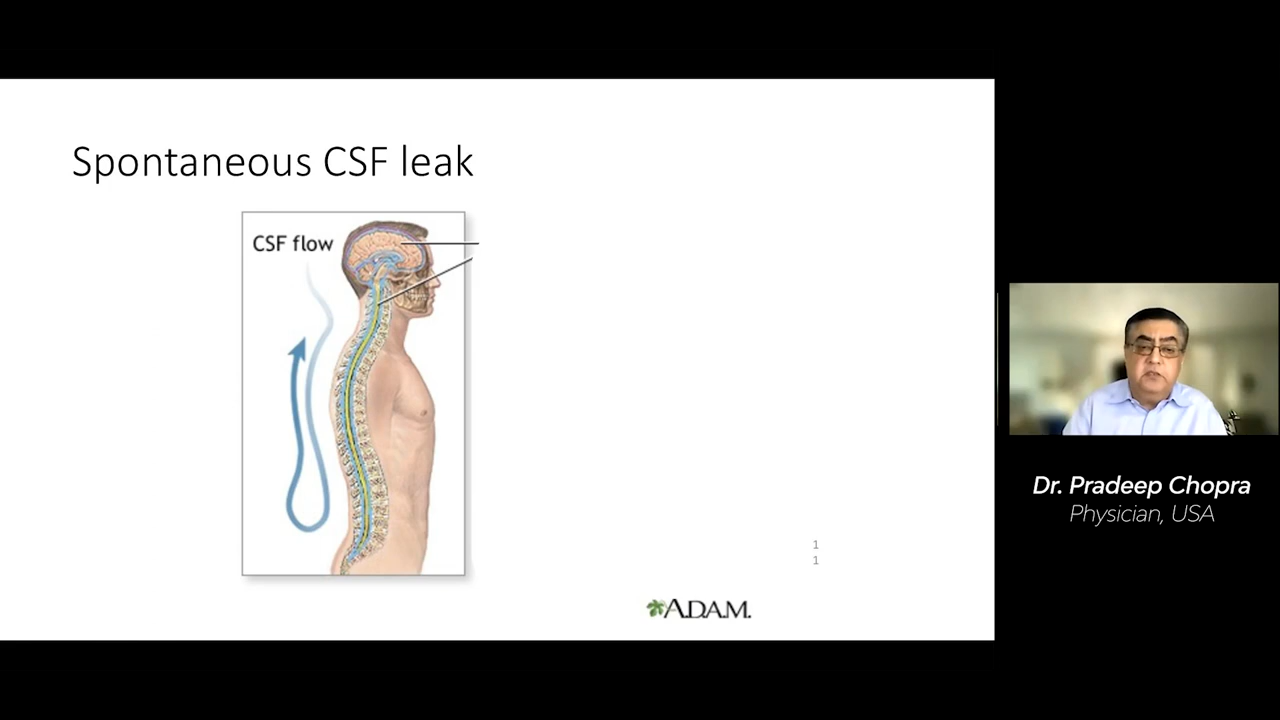 Spontaneous CSF leak
CSF flow
1
1
A.D.A.M.
Dr. Pradeep Chopra
Physician, USA